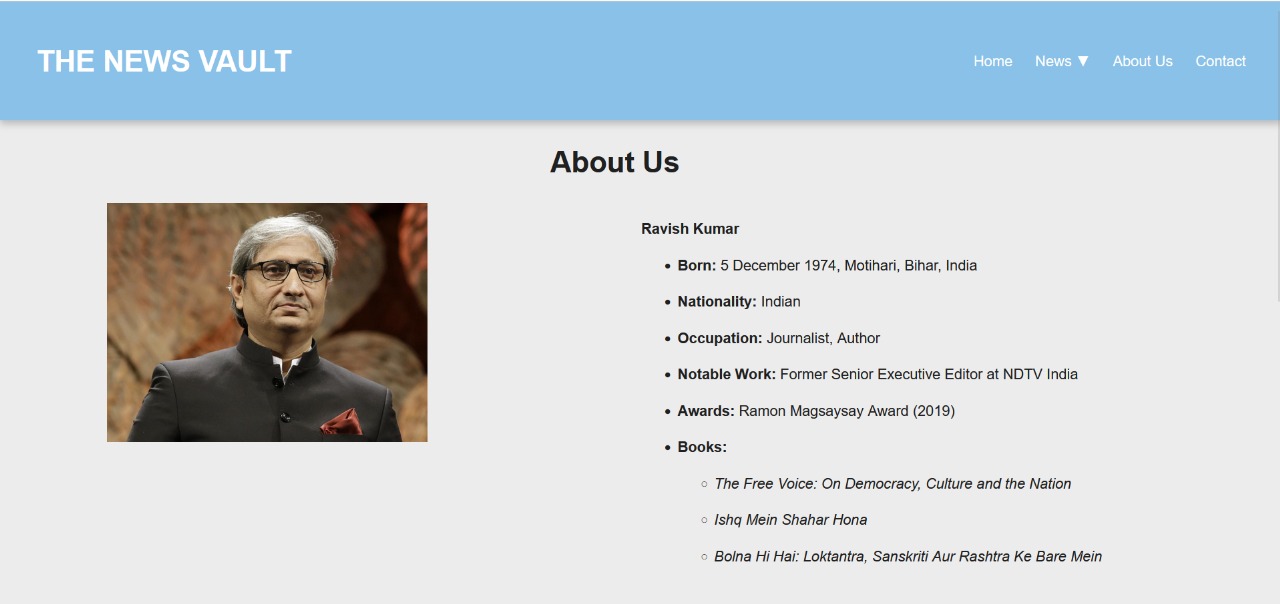 THE NEWS VAULT
Home News ▼ About Us Contact
About Us
Ravish Kumar
• Born: 5 December 1974, Motihari, Bihar, India
• Nationality: Indian
• Occupation: Journalist, Author
• Notable Work: Former Senior Executive Editor at NDTV India
• Awards: Ramon Magsaysay Award (2019)
• Books:
○ The Free Voice: On Democracy, Culture and the Nation
○ Ishq Mein Shahar Hona
○ Bolna Hi Hai: Loktantra, Sanskriti Aur Rashtra Ke Bare Mein